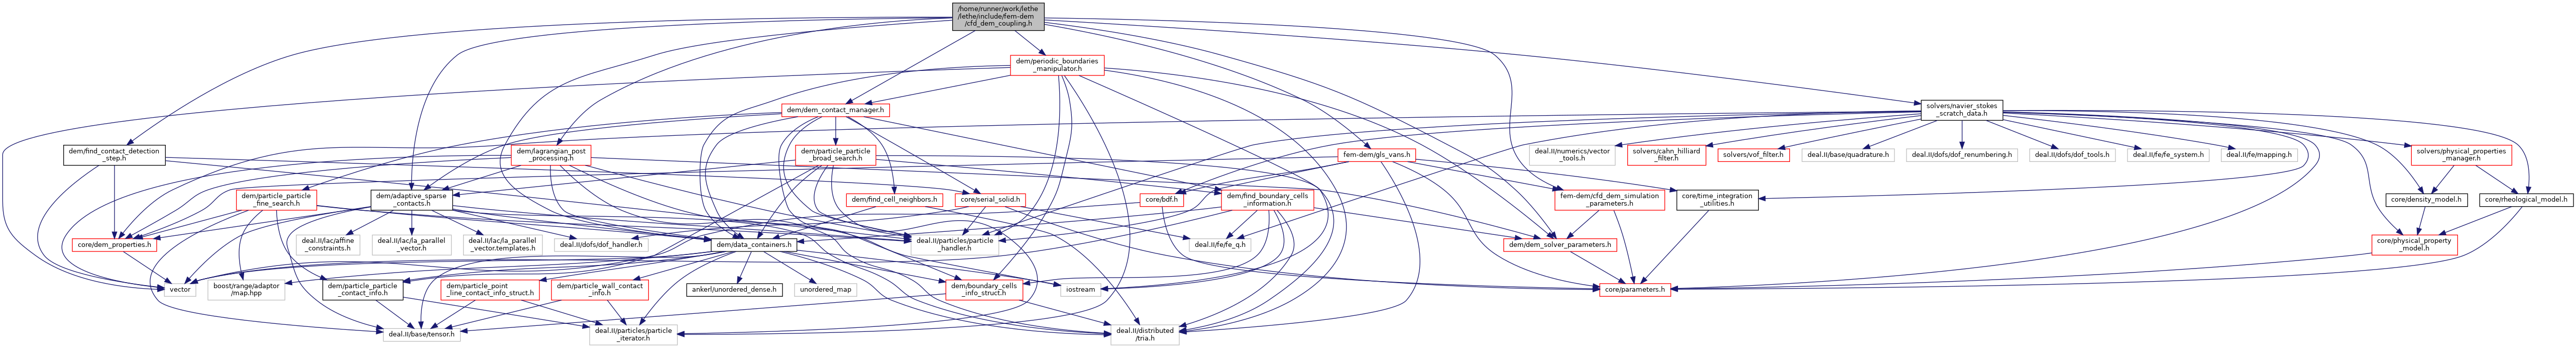 /home/runner/work/lethe
/lethe/include/fem-dem
/cfd_dem_coupling.h
dem/periodic_boundaries
_manipulator.h
dem/dem_contact_manager.h
solvers/navier_stokes
_scratch_data.h
dem/find_contact_detection
_step.h
dem/lagrangian_post
_processing.h
dem/particle_particle
_broad_search.h
fem-dem/gls_vans.h
deal.II/numerics/vector
_tools.h
solvers/cahn_hilliard
_filter.h
solvers/vof_filter.h
deal.II/base/quadrature.h
deal.II/dofs/dof_renumbering.h
deal.II/dofs/dof_tools.h
deal.II/fe/fe_system.h
deal.II/fe/mapping.h
solvers/physical_properties
_manager.h
dem/particle_particle
_fine_search.h
dem/adaptive_sparse
_contacts.h
dem/find_cell_neighbors.h
core/serial_solid.h
core/bdf.h
dem/find_boundary_cells
_information.h
fem-dem/cfd_dem_simulation
_parameters.h
core/time_integration
_utilities.h
core/density_model.h
core/rheological_model.h
core/dem_properties.h
deal.II/lac/affine
_constraints.h
deal.II/lac/la_parallel
_vector.h
deal.II/lac/la_parallel
_vector.templates.h
deal.II/dofs/dof_handler.h
dem/data_containers.h
deal.II/particles/particle
_handler.h
deal.II/fe/fe_q.h
dem/dem_solver_parameters.h
core/physical_property
_model.h
vector
boost/range/adaptor
/map.hpp
dem/particle_particle
_contact_info.h
dem/particle_point
_line_contact_info_struct.h
dem/particle_wall_contact
_info.h
ankerl/unordered_dense.h
unordered_map
dem/boundary_cells
_info_struct.h
iostream
core/parameters.h
deal.II/base/tensor.h
deal.II/particles/particle
_iterator.h
deal.II/distributed
/tria.h